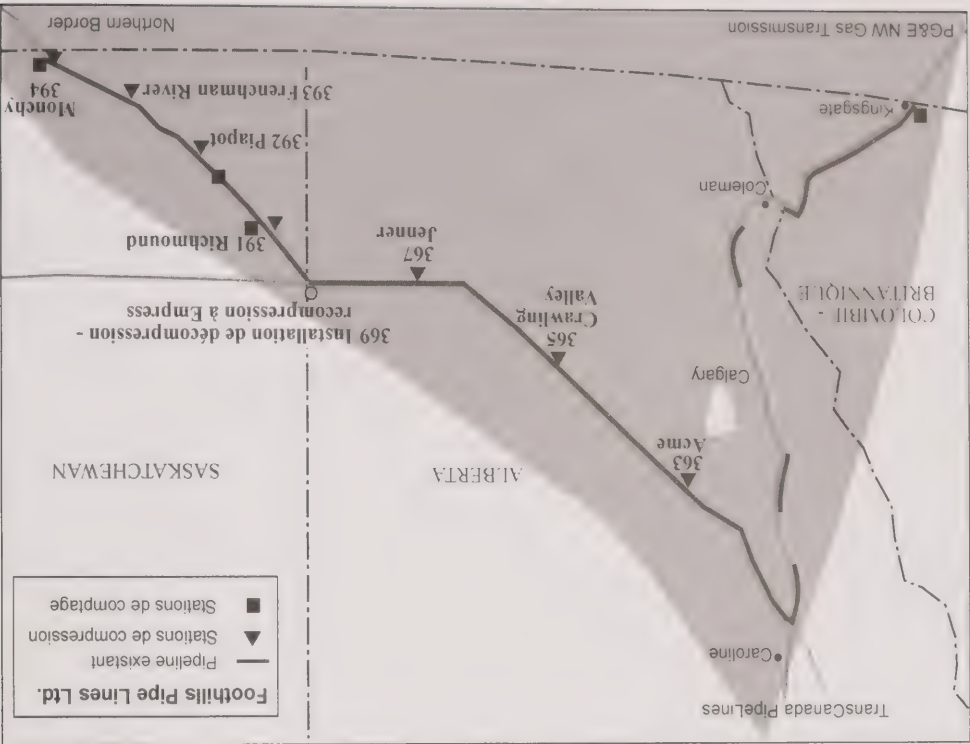 Foothills Pipe Lines Ltd.
Pipeline existant
Stations de compression
Stations de comptage
TransCanada PipeLines
Caroline
ALBERTA
SASKATCHEWAN
363
Acme
Calgary
365
Crawling
Valley
369 Installation de décompression -
recompression à Empress
COLOMBIE -
BRITANNIQUE
367
Jenner
391 Richmound
Coleman
392 Piapot
Kingsgate
393 Frenchman River
Monchy
394
PG&E NW Gas Transmission
Northern Border